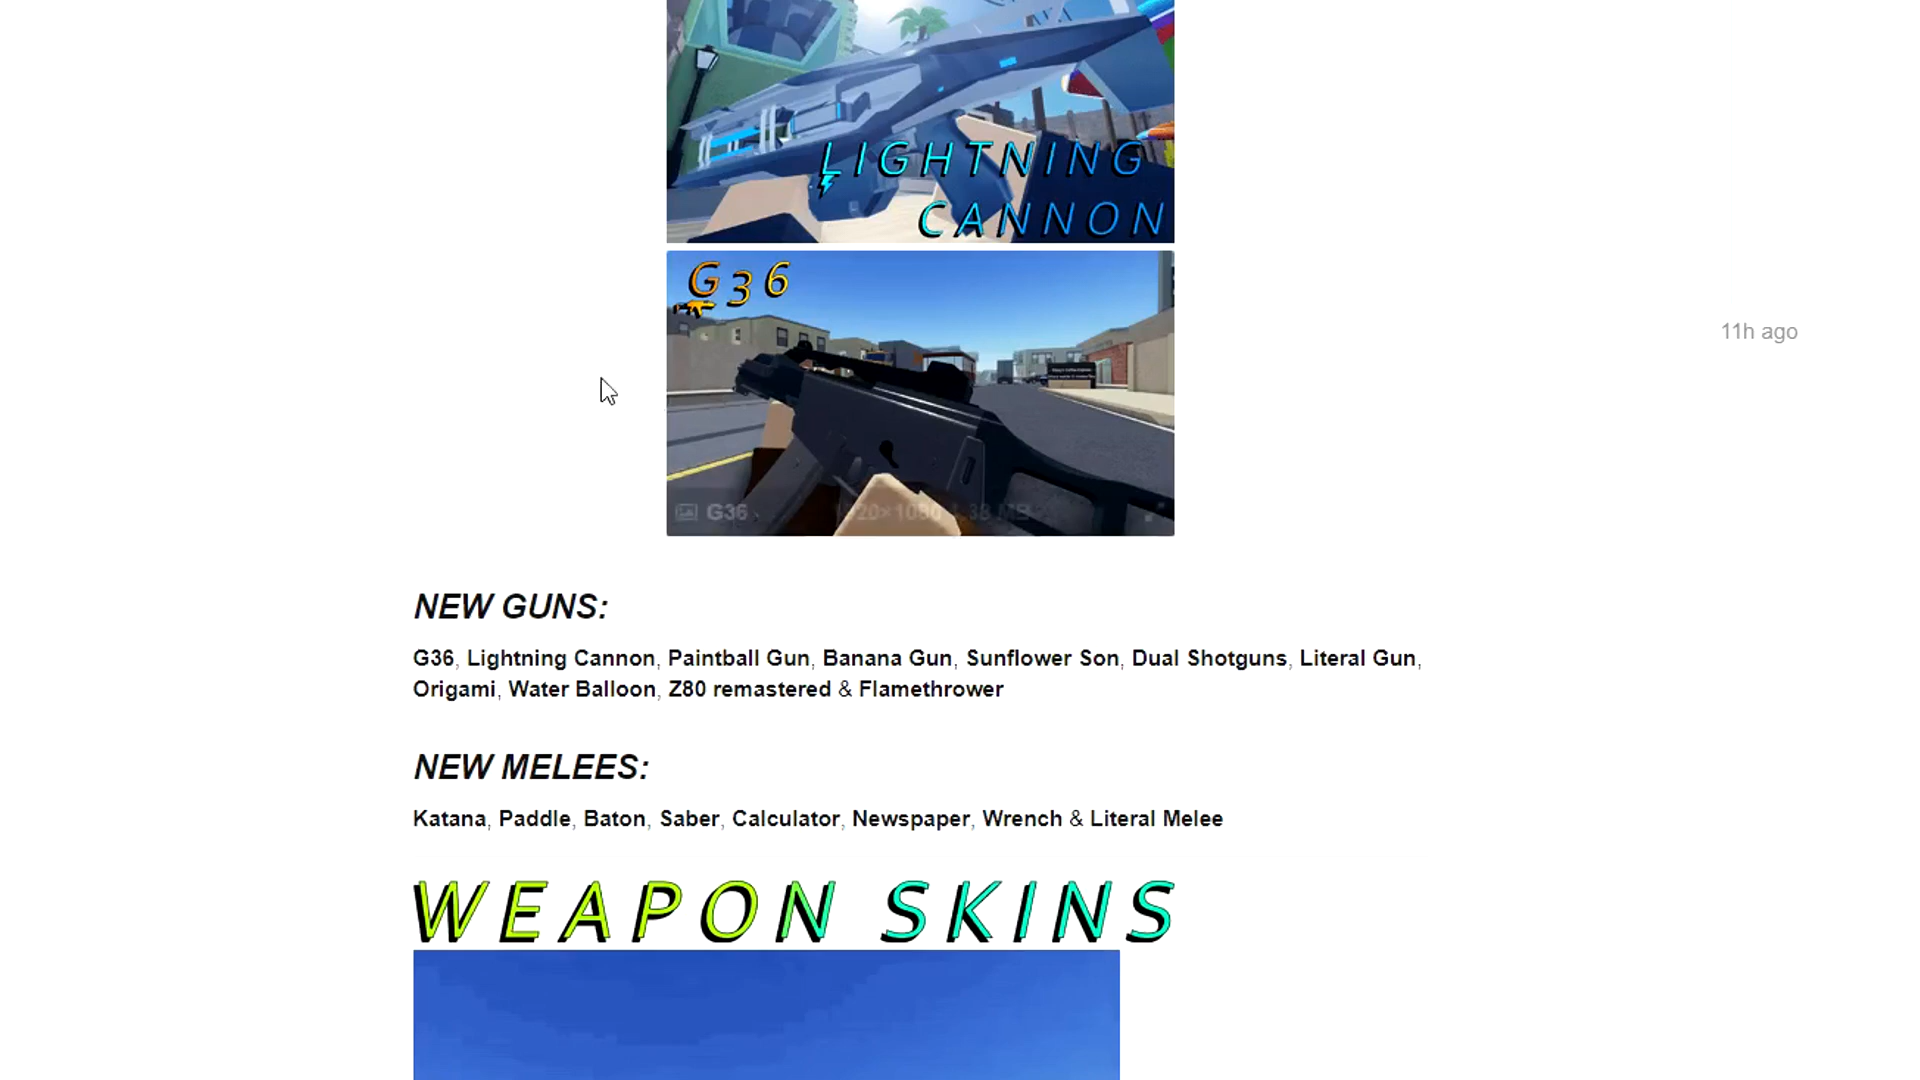 LIGHTNING
CANNON
G36
11h ago
G36
NEW GUNS:
G36, Lightning Cannon, Paintball Gun, Banana Gun, Sunflower Son, Dual Shotguns, Literal Gun,
Origami, Water Balloon, Z80 remastered & Flamethrower
NEW MELEES:
Katana, Paddle, Baton, Saber, Calculator, Newspaper, Wrench & Literal Melee
WEAPON SKINS